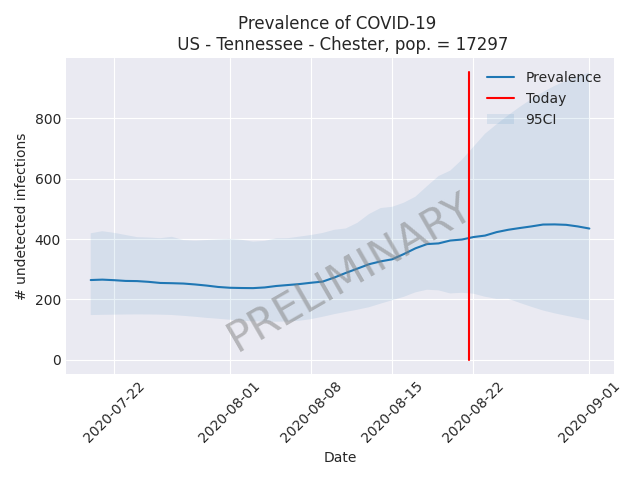 Prevalence of COVID-19
US - Tennessee - Chester, pop. = 17297
Prevalence
Today
95CI
PRELIMINARY
# undetected infections
800
600
400
200
0
2020-07-22
2020-08-01
2020-08-08
2020-08-15
2020-08-22
2020-09-01
Date